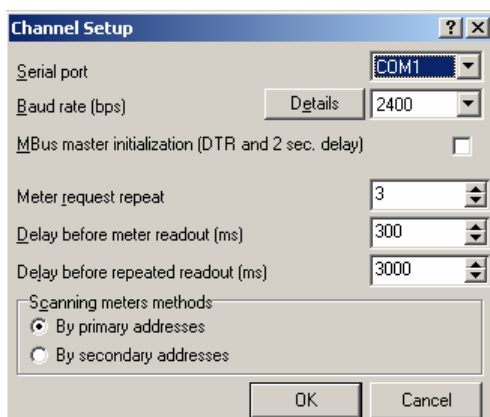 Channel Setup
Serial port COM1
Baud rate (bps) Details 2400
MBus master initialization (DTR and 2 sec. delay)
Meter request repeat 3
Delay before meter readout (ms) 300
Delay before repeated readout (ms) 3000
Scanning meters methods
By primary addresses
By secondary addresses
OK Cancel